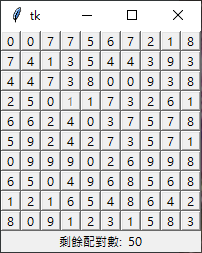 tk
0 0 7 7 5 6 7 2 1 8
7 4 1 3 5 4 4 3 9 3
4 4 7 3 8 0 0 9 3 8
2 5 0 1 1 7 3 2 6 1
6 6 2 4 0 3 7 5 7 8
5 9 2 4 2 7 3 5 7 1
0 9 9 9 0 2 6 9 9 8
6 5 0 4 9 6 8 5 6 8
1 2 1 6 5 4 8 6 4 2
8 0 9 1 2 3 1 5 8 3
剩餘配對數: 50